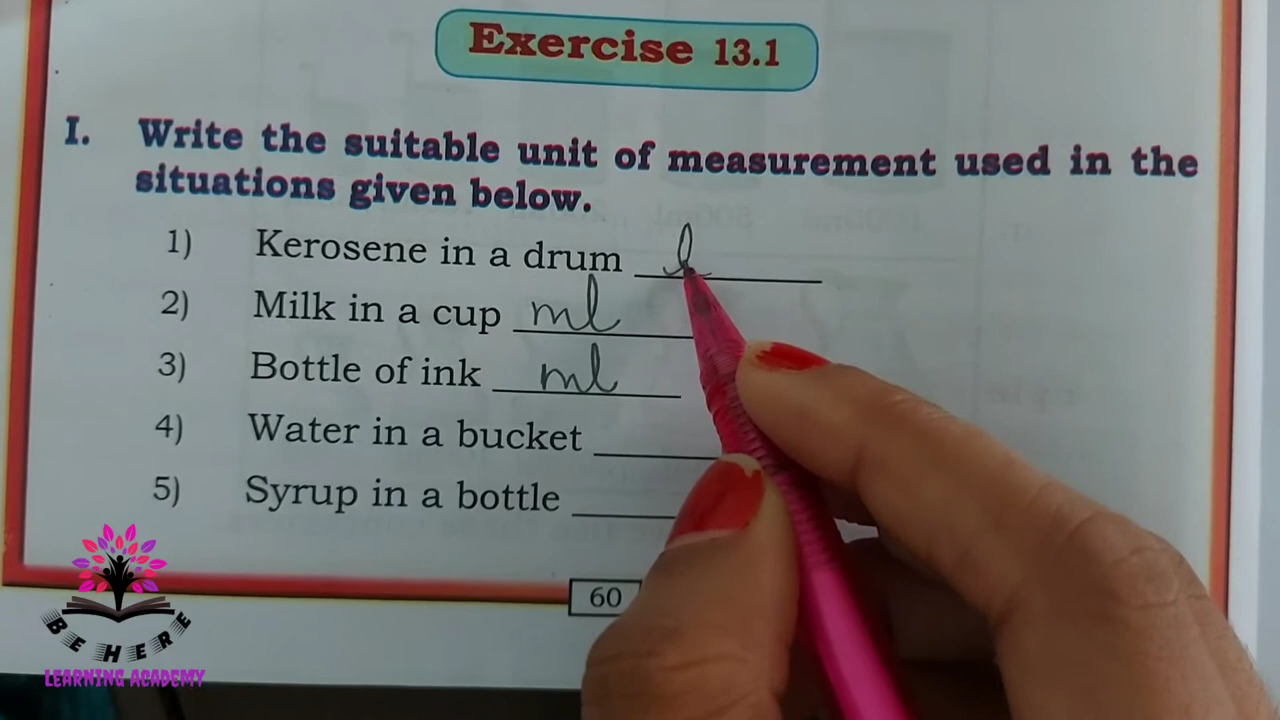 Exercise 13.1
I. Write the suitable unit of measurement used in the
situations given below.
1) Kerosene in a drum l
2) Milk in a cup ml
3) Bottle of ink ml
4) Water in a bucket
5) Syrup in a bottle
60
BE HERE
LEARNING ACADEMY